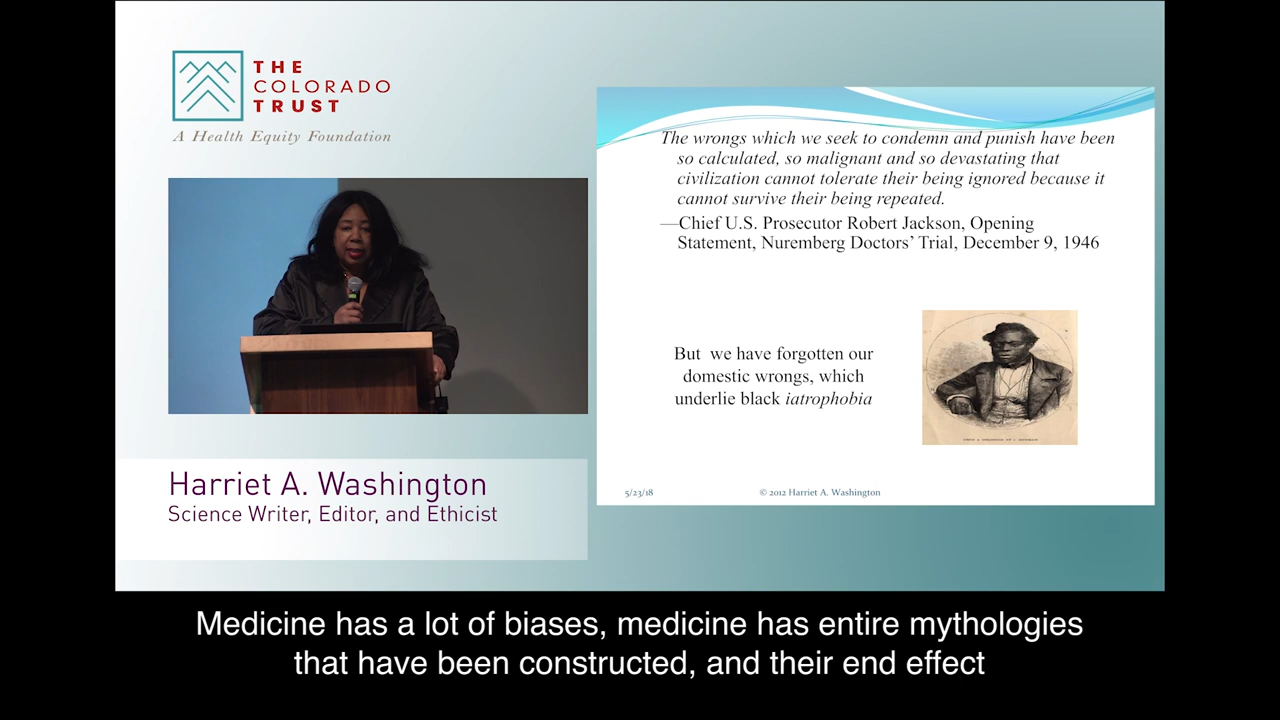 THE
COLORADO
TRUST
A Health Equity Foundation
The wrongs which we seek to condemn and punish have been
so calculated, so malignant and so devastating that
civilization cannot tolerate their being ignored because it
cannot survive their being repeated.
—Chief U.S. Prosecutor Robert Jackson, Opening
Statement, Nuremberg Doctors’ Trial, December 9, 1946
But we have forgotten our
domestic wrongs, which
underlie black iatrophobia
5/23/18
© 2012 Harriet A. Washington
Harriet A. Washington
Science Writer, Editor, and Ethicist
Medicine has a lot of biases, medicine has entire mythologies
that have been constructed, and their end effect